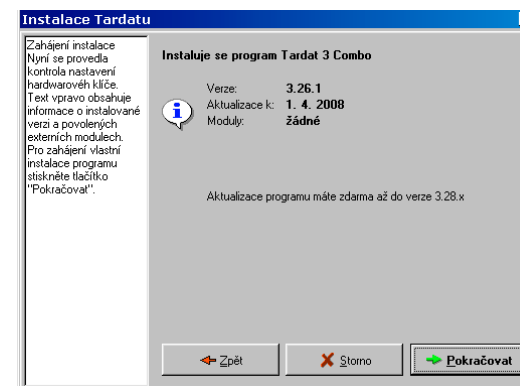 Instalace Tardatu
Zahájení instalace
Nyní se provedla
kontrola nastavení
hardwarovéh klíče.
Text vpravo obsahuje
informace o instalované
verzi a povolených
externích modulech.
Pro zahájení vlastní
instalace programu
stiskněte tlačítko
"Pokračovat".
Instaluje se program Tardat 3 Combo
Verze: 3.26.1
Aktualizace k: 1. 4. 2008
Moduly: žádné
Aktualizace programu máte zdarma až do verze 3.28.x
Zpět
Storno
Pokračovat